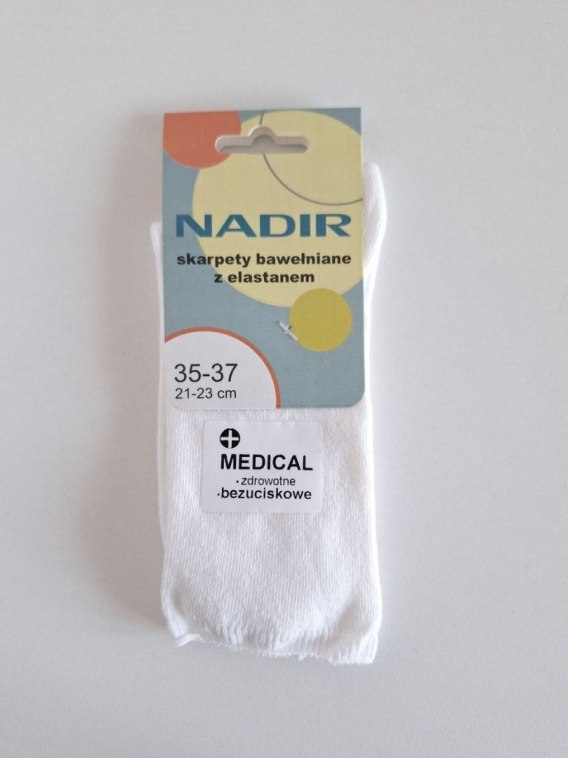 NADIR
skarpety bawełniane
z elastanem
35-37
21-23 cm
MEDICAL
·zdrowotne
·bezuciskowe